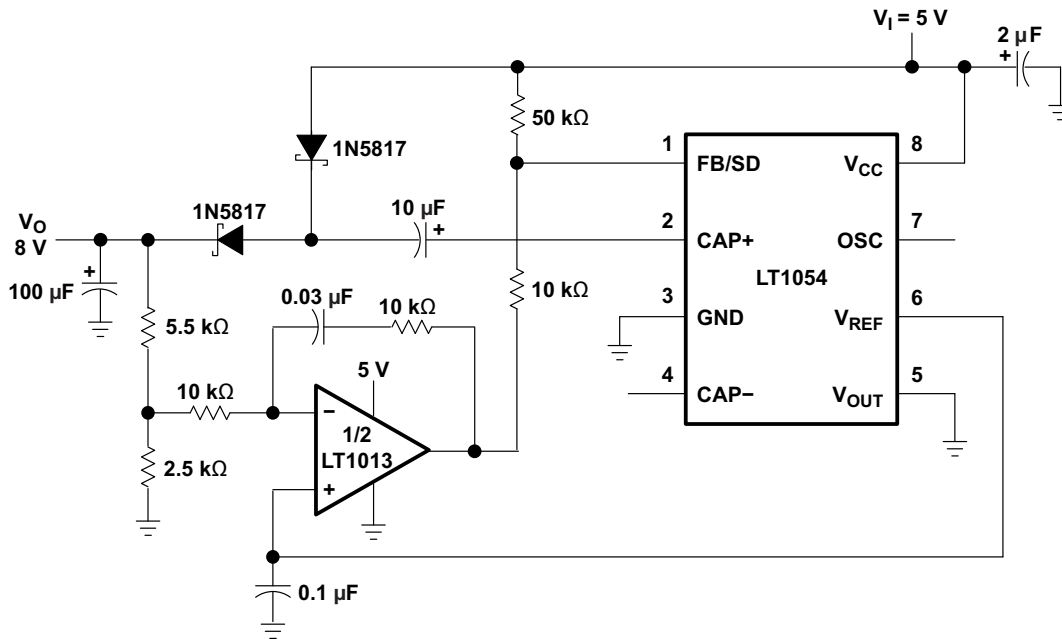 V_I = 5 V
2 µF
+
50 kΩ
1N5817
1N5817
V_O
8 V
10 µF
+
+
100 µF
5.5 kΩ
0.03 µF
10 kΩ
10 kΩ
10 kΩ
2.5 kΩ
5 V
−
1/2
LT1013
+
0.1 µF
1
FB/SD
V_CC
8
2
CAP+
OSC
7
LT1054
3
GND
V_REF
6
4
CAP−
V_OUT
5